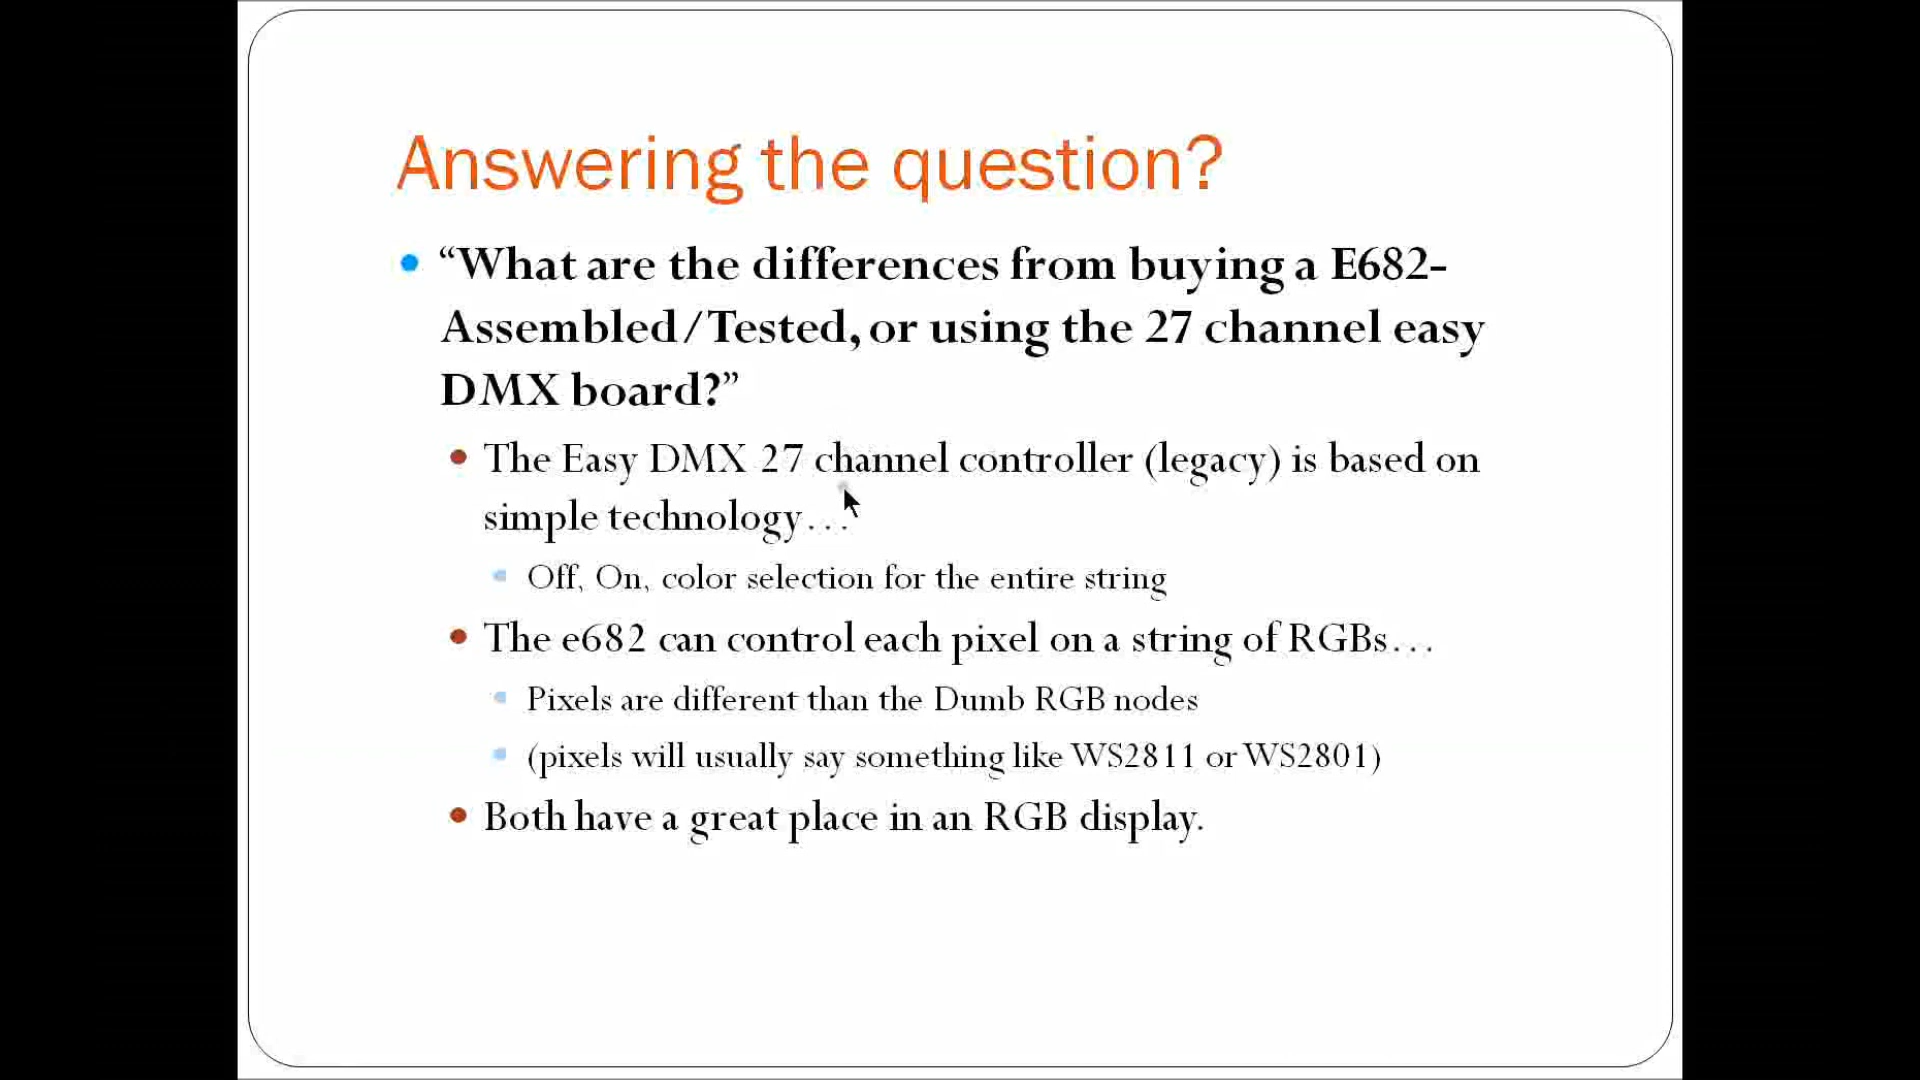 Answering the question?
“What are the differences from buying a E682-
Assembled/Tested, or using the 27 channel easy
DMX board?”
The Easy DMX 27 channel controller (legacy) is based on
simple technology…
Off, On, color selection for the entire string
The e682 can control each pixel on a string of RGBs…
Pixels are different than the Dumb RGB nodes
(pixels will usually say something like WS2811 or WS2801)
Both have a great place in an RGB display.